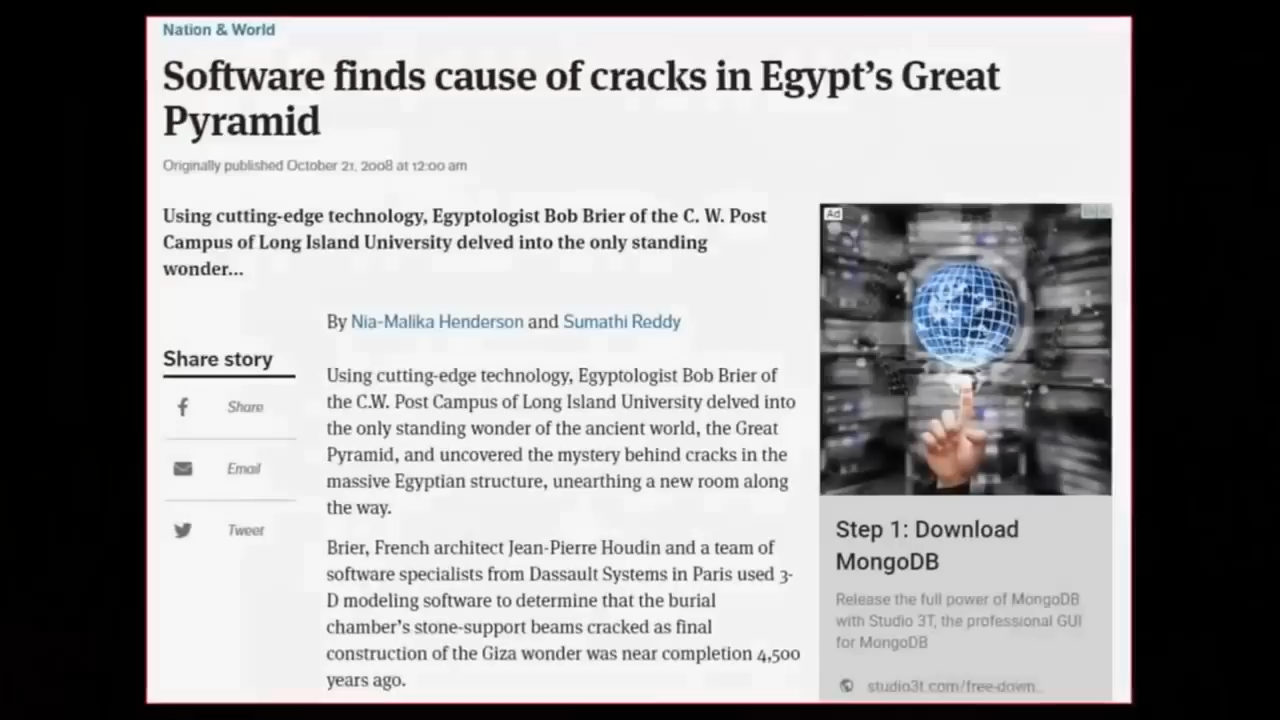 Nation & World
Software finds cause of cracks in Egypt's Great
Pyramid
Originally published October 21, 2008 at 12:00 am
Using cutting-edge technology, Egyptologist Bob Brier of the C. W. Post
Campus of Long Island University delved into the only standing
wonder...
By Nia-Malika Henderson and Sumathi Reddy
Share story
Share
Email
Tweet
Using cutting-edge technology, Egyptologist Bob Brier of
the C.W. Post Campus of Long Island University delved into
the only standing wonder of the ancient world, the Great
Pyramid, and uncovered the mystery behind cracks in the
massive Egyptian structure, unearthing a new room along
the way.
Brier, French architect Jean-Pierre Houdin and a team of
software specialists from Dassault Systems in Paris used 3-
D modeling software to determine that the burial
chamber's stone-support beams cracked as final
construction of the Giza wonder was near completion 4,500
years ago.
Ad
Step 1: Download
MongoDB
Release the full power of MongoDB
with Studio 3T, the professional GUI
for MongoDB
studio3t.com/free-down...